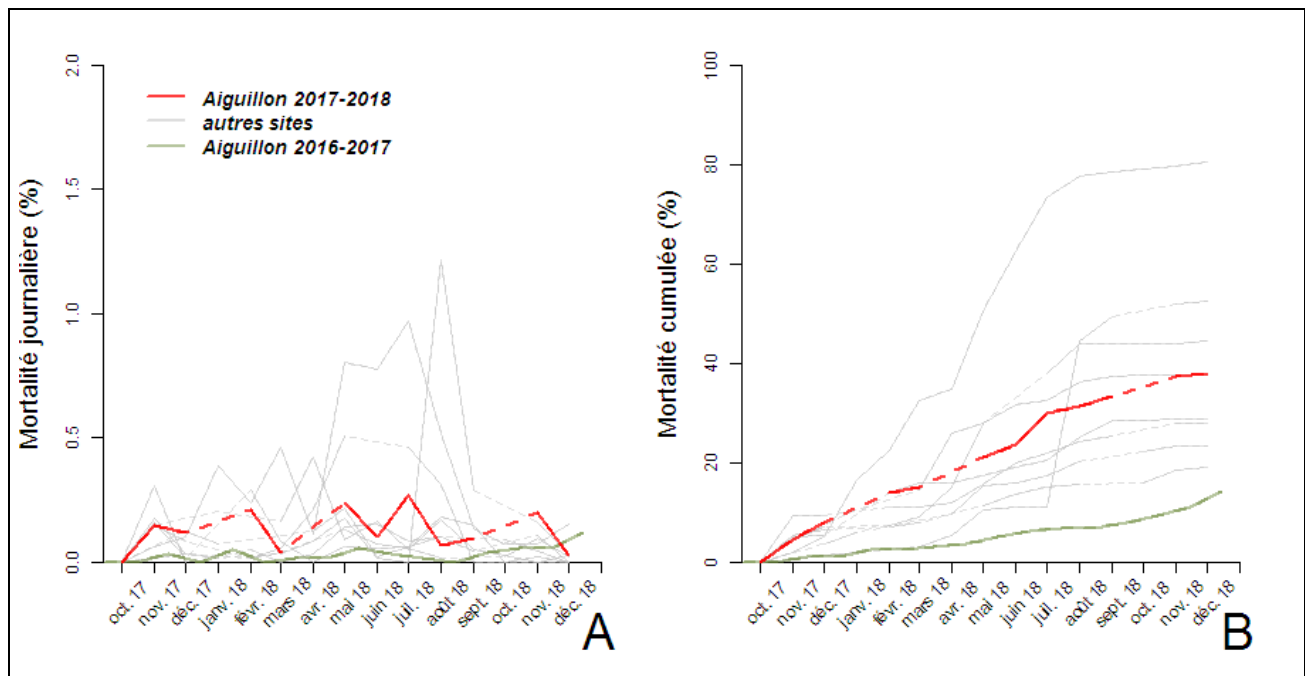 Mortalité journalière (%)
2.0
1.5
1.0
0.5
0.0
Aiguillon 2017-2018
autres sites
Aiguillon 2016-2017
oct. 17
nov. 17
déc. 17
janv. 18
févr. 18
mars 18
avr. 18
mai 18
juin 18
juil. 18
août 18
sept. 18
oct. 18
nov. 18
déc. 18
A
Mortalité cumulée (%)
100
80
60
40
20
0
oct. 17
nov. 17
déc. 17
janv. 18
févr. 18
mars 18
avr. 18
mai 18
juin 18
juil. 18
août 18
sept. 18
oct. 18
nov. 18
déc. 18
B